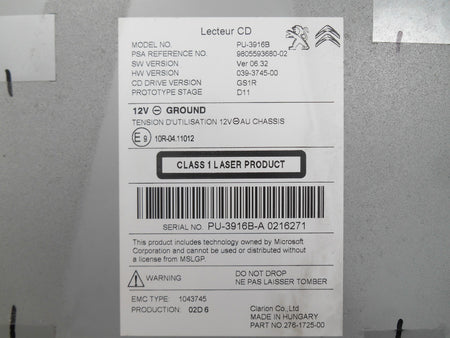 Lecteur CD
MODEL NO. PU-3916B
PSA REFERENCE NO. 9805593680-02
SW VERSION Ver 06.32
HW VERSION 039-3745-00
CD DRIVE VERSION GS1R
PROTOTYPE STAGE D11
12V ⊖ GROUND
TENSION D'UTILISATION 12V⊖AU CHASSIS
E9 10R-04.11012
CLASS 1 LASER PRODUCT
SERIAL NO. PU-3916B-A 0216271
This product includes technology owned by Microsoft
Corporation and cannot be used or distributed without
a license from MSLGP.
WARNING DO NOT DROP
NE PAS LAISSER TOMBER
EMC TYPE: 1043745
PRODUCTION: 02D 6
Clarion Co.,Ltd
MADE IN HUNGARY
PART NO 276-1725-00